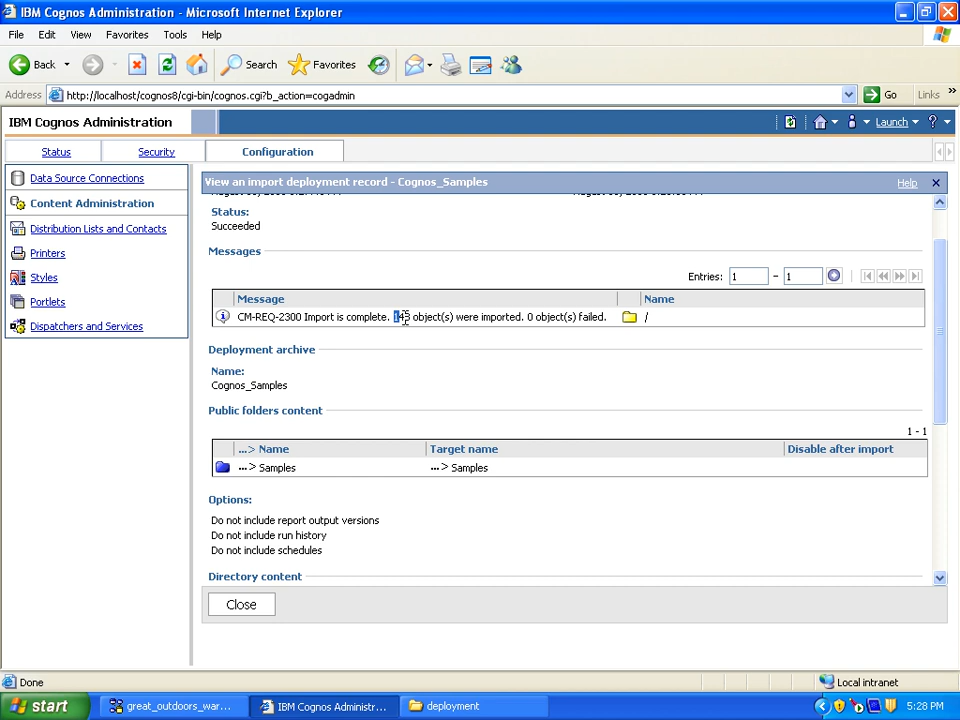 IBM Cognos Administration - Microsoft Internet Explorer
File Edit View Favorites Tools Help
Back Search Favorites
Address http://localhost/cognos8/cgi-bin/cognos.cgi?b_action=cogadmin Go Links »
IBM Cognos Administration Launch ?
Status Security Configuration
Data Source Connections
Content Administration
Distribution Lists and Contacts
Printers
Styles
Portlets
Dispatchers and Services
View an import deployment record - Cognos_Samples Help
Status:
Succeeded
Messages
Entries: 1 - 1
Message Name
CM-REQ-2300 Import is complete. 143 object(s) were imported. 0 object(s) failed. /
Deployment archive
Name:
Cognos_Samples
Public folders content
1 - 1
...> Name Target name Disable after import
...> Samples ...> Samples
Options:
Do not include report output versions
Do not include run history
Do not include schedules
Directory content
Close
Done Local intranet
start great_outdoors_war... IBM Cognos Administr... deployment 5:28 PM